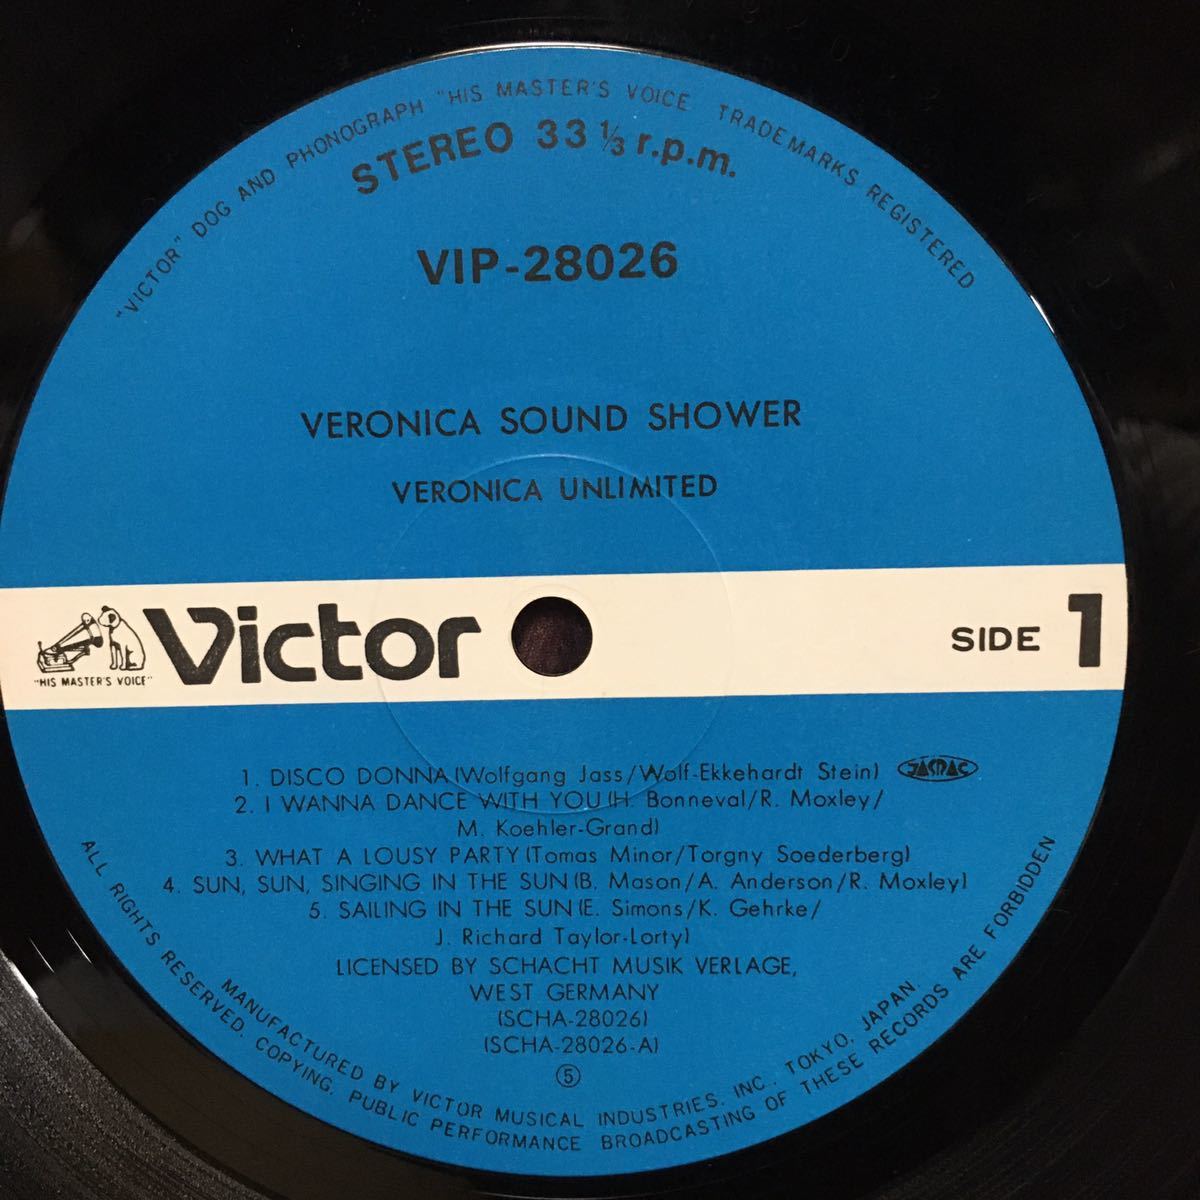 "VICTOR" DOG AND PHONOGRAPH "HIS MASTER'S VOICE TRADEMARKS REGISTERED
STEREO 33 1/3 r.p.m.
VIP-28026
VERONICA SOUND SHOWER
VERONICA UNLIMITED
"HIS MASTER'S VOICE"
Victor
SIDE 1
1. DISCO DONNA (Wolfgang Jass/Wolf-Ekkehardt Stein) JASRAC
2. I WANNA DANCE WITH YOU (H. Bonneval/R. Moxley/
M. Koehler-Grand)
3. WHAT A LOUSY PARTY (Tomas Minor/Torgny Soederberg)
4. SUN, SUN, SINGING IN THE SUN (B. Mason/A. Anderson/R. Moxley)
5. SAILING IN THE SUN (E. Simons/K. Gehrke/
J. Richard Taylor-Lorty)
LICENSED BY SCHACHT MUSIK VERLAGE,
WEST GERMANY
(SCHA-28026)
(SCHA-28026-A)
⑤
MANUFACTURED BY VICTOR MUSICAL INDUSTRIES, INC., TOKYO, JAPAN
ALL RIGHTS RESERVED. COPYING, PUBLIC PERFORMANCE BROADCASTING OF THESE RECORDS ARE FORBIDDEN